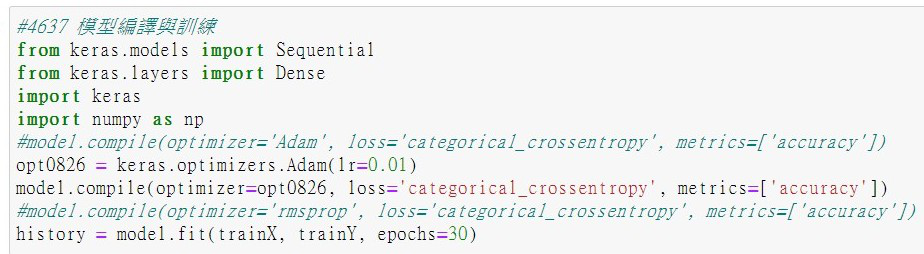 #4637 模型編譯與訓練
from keras.models import Sequential
from keras.layers import Dense
import keras
import numpy as np
#model.compile(optimizer='Adam', loss='categorical_crossentropy', metrics=['accuracy'])
opt0826 = keras.optimizers.Adam(lr=0.01)
model.compile(optimizer=opt0826, loss='categorical_crossentropy', metrics=['accuracy'])
#model.compile(optimizer='rmsprop', loss='categorical_crossentropy', metrics=['accuracy'])
history = model.fit(trainX, trainY, epochs=30)